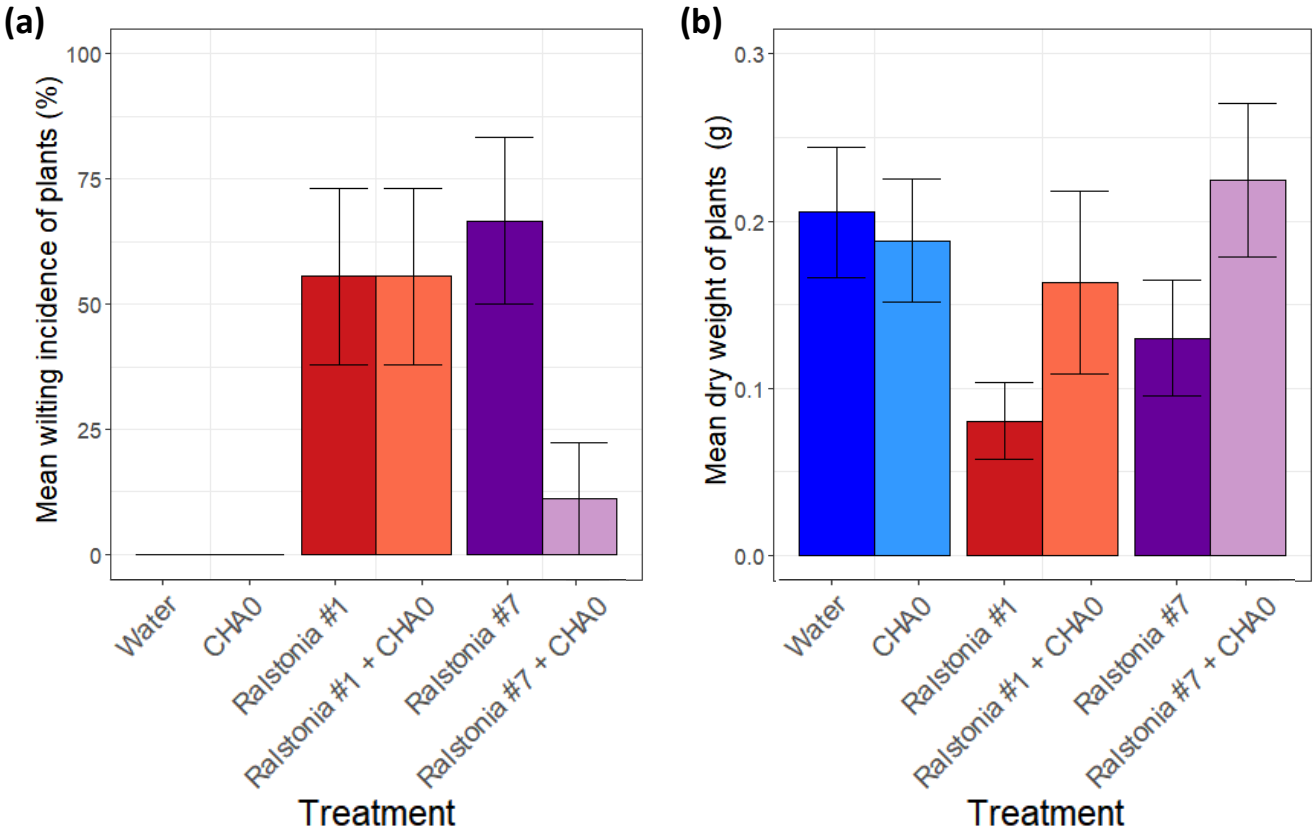 (a)
Mean wilting incidence of plants (%)
100
75
50
25
0
Water
CHA0
Ralstonia #1
Ralstonia #1 + CHA0
Ralstonia #7
Ralstonia #7 + CHA0
Treatment
(b)
Mean dry weight of plants (g)
0.3
0.2
0.1
0.0
Water
CHA0
Ralstonia #1
Ralstonia #1 + CHA0
Ralstonia #7
Ralstonia #7 + CHA0
Treatment